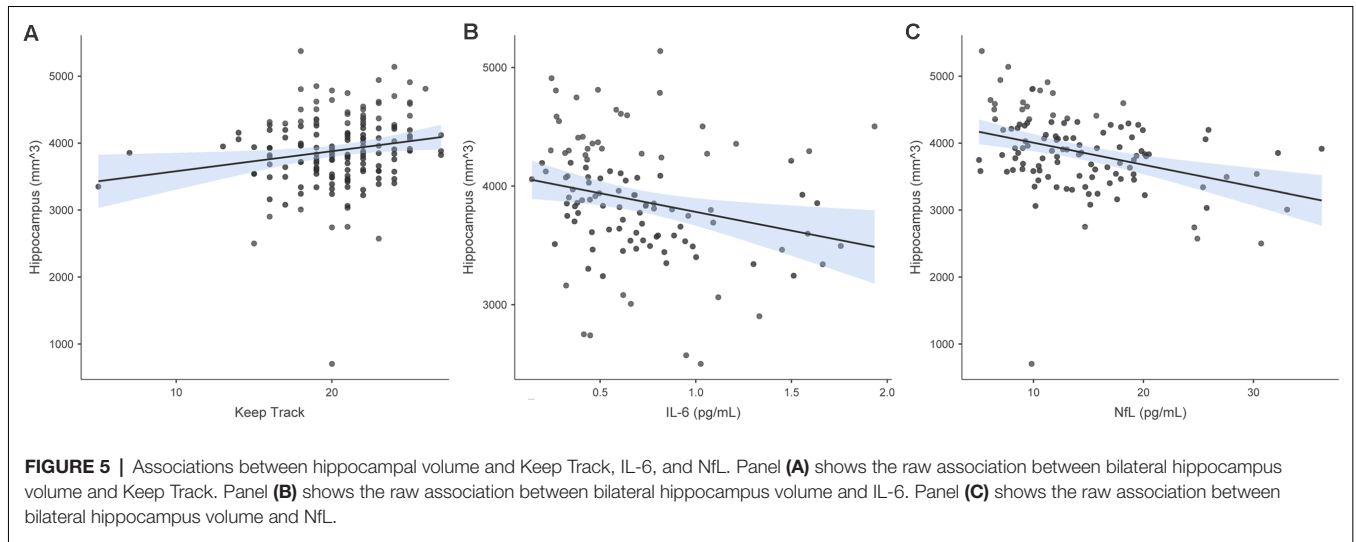 A
B
C
5000
4000
3000
2000
1000
Hippocampus (mm^3)
10
20
Keep Track
5000
4000
3000
Hippocampus (mm^3)
0.5
1.0
1.5
2.0
IL-6 (pg/mL)
5000
4000
3000
2000
1000
Hippocampus (mm^3)
10
20
30
NfL (pg/mL)
FIGURE 5 | Associations between hippocampal volume and Keep Track, IL-6, and NfL. Panel (A) shows the raw association between bilateral hippocampus
volume and Keep Track. Panel (B) shows the raw association between bilateral hippocampus volume and IL-6. Panel (C) shows the raw association between
bilateral hippocampus volume and NfL.